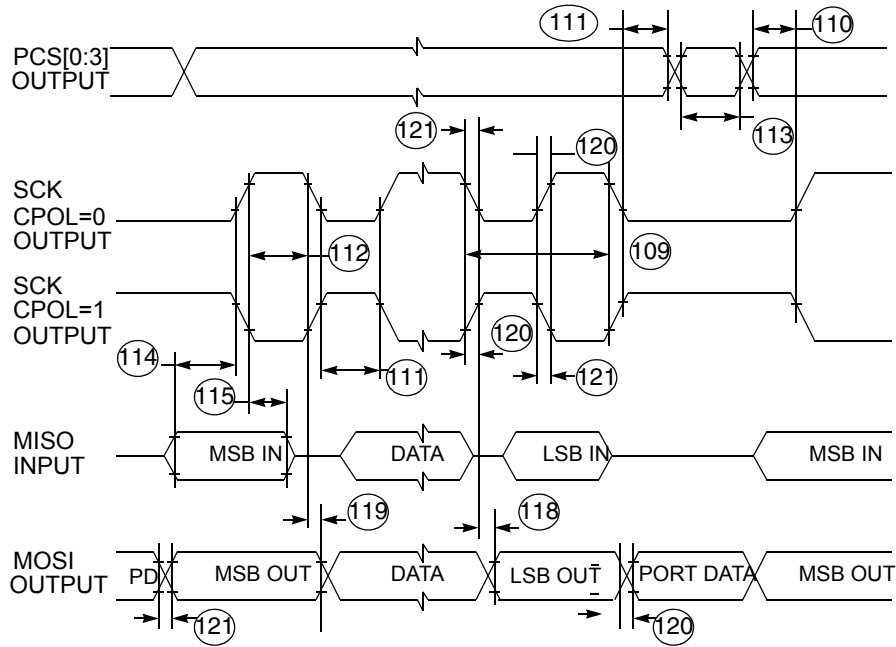 111
110
PCS[0:3]
OUTPUT
121
120
113
SCK
CPOL=0
OUTPUT
112
109
SCK
CPOL=1
OUTPUT
114
120
111
121
115
MISO
INPUT
MSB IN
DATA
LSB IN
MSB IN
119
118
MOSI
OUTPUT
PD
MSB OUT
DATA
LSB OUT
PORT DATA
MSB OUT
121
120